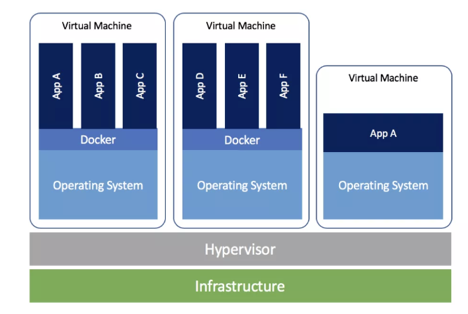 Virtual Machine
App A
App B
App C
Docker
Operating System
Virtual Machine
App D
App E
App F
Docker
Operating System
Virtual Machine
App A
Operating System
Hypervisor
Infrastructure